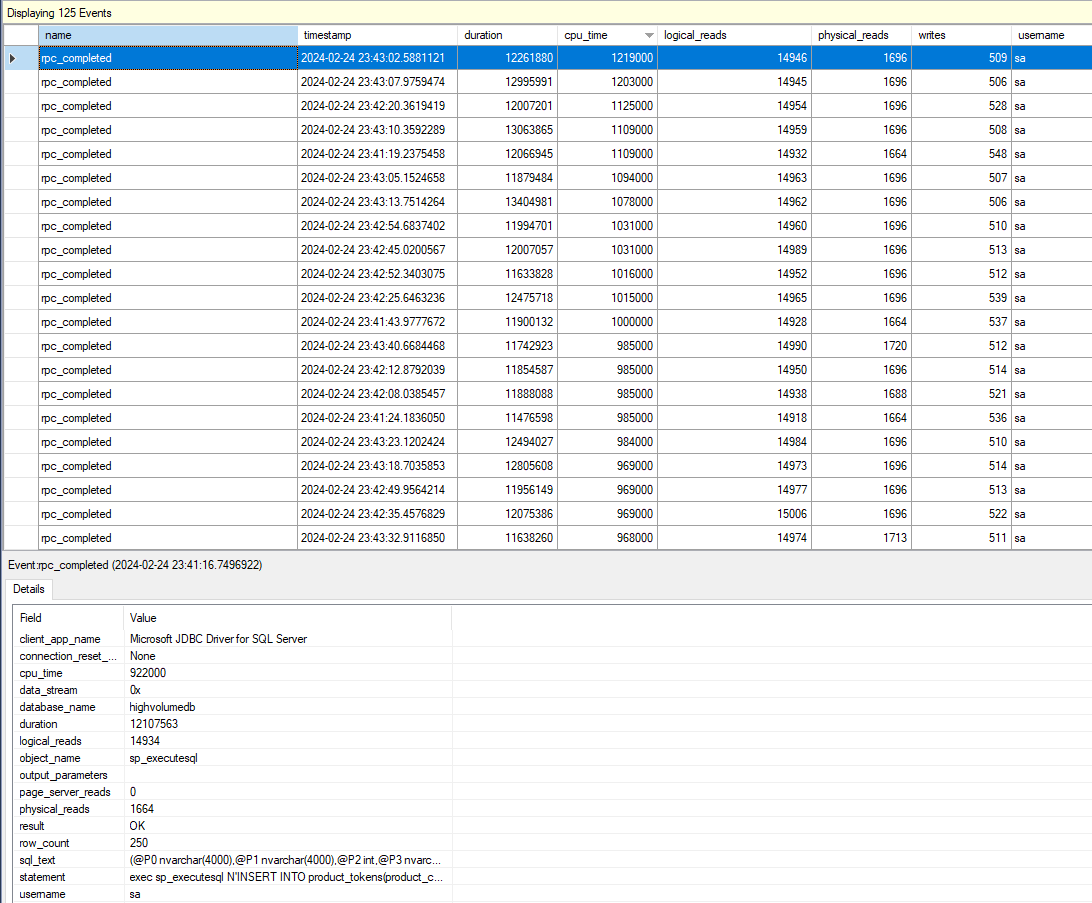 Displaying 125 Events
name timestamp duration cpu_time logical_reads physical_reads writes username
rpc_completed 2024-02-24 23:43:02.5881121 12261880 1219000 14946 1696 509 sa
rpc_completed 2024-02-24 23:43:07.9759474 12995991 1203000 14945 1696 506 sa
rpc_completed 2024-02-24 23:42:20.3619419 12007201 1125000 14954 1696 528 sa
rpc_completed 2024-02-24 23:43:10.3592289 13063865 1109000 14959 1696 508 sa
rpc_completed 2024-02-24 23:41:19.2375458 12066945 1109000 14932 1664 548 sa
rpc_completed 2024-02-24 23:43:05.1524658 11879484 1094000 14963 1696 507 sa
rpc_completed 2024-02-24 23:43:13.7514264 13404981 1078000 14962 1696 506 sa
rpc_completed 2024-02-24 23:42:54.6837402 11994701 1031000 14960 1696 510 sa
rpc_completed 2024-02-24 23:42:45.0200567 12007057 1031000 14989 1696 513 sa
rpc_completed 2024-02-24 23:42:52.3403075 11633828 1016000 14952 1696 512 sa
rpc_completed 2024-02-24 23:42:25.6463236 12475718 1015000 14965 1696 539 sa
rpc_completed 2024-02-24 23:41:43.9777672 11900132 1000000 14928 1664 537 sa
rpc_completed 2024-02-24 23:43:40.6684468 11742923 985000 14990 1720 512 sa
rpc_completed 2024-02-24 23:42:12.8792039 11854587 985000 14950 1696 514 sa
rpc_completed 2024-02-24 23:42:08.0385457 11888088 985000 14938 1688 521 sa
rpc_completed 2024-02-24 23:41:24.1836050 11476598 985000 14918 1664 536 sa
rpc_completed 2024-02-24 23:43:23.1202424 12494027 984000 14984 1696 510 sa
rpc_completed 2024-02-24 23:43:18.7035853 12805608 969000 14973 1696 514 sa
rpc_completed 2024-02-24 23:42:49.9564214 11956149 969000 14977 1696 513 sa
rpc_completed 2024-02-24 23:42:35.4576829 12075386 969000 15006 1696 522 sa
rpc_completed 2024-02-24 23:43:32.9116850 11638260 968000 14974 1713 511 sa
Event:rpc_completed (2024-02-24 23:41:16.7496922)
Details
Field Value
client_app_name Microsoft JDBC Driver for SQL Server
connection_reset_... None
cpu_time 922000
data_stream 0x
database_name highvolumedb
duration 12107563
logical_reads 14934
object_name sp_executesql
output_parameters
page_server_reads 0
physical_reads 1664
result OK
row_count 250
sql_text (@P0 nvarchar(4000),@P1 nvarchar(4000),@P2 int,@P3 nvarc...
statement exec sp_executesql N'INSERT INTO product_tokens(product_c...
username sa